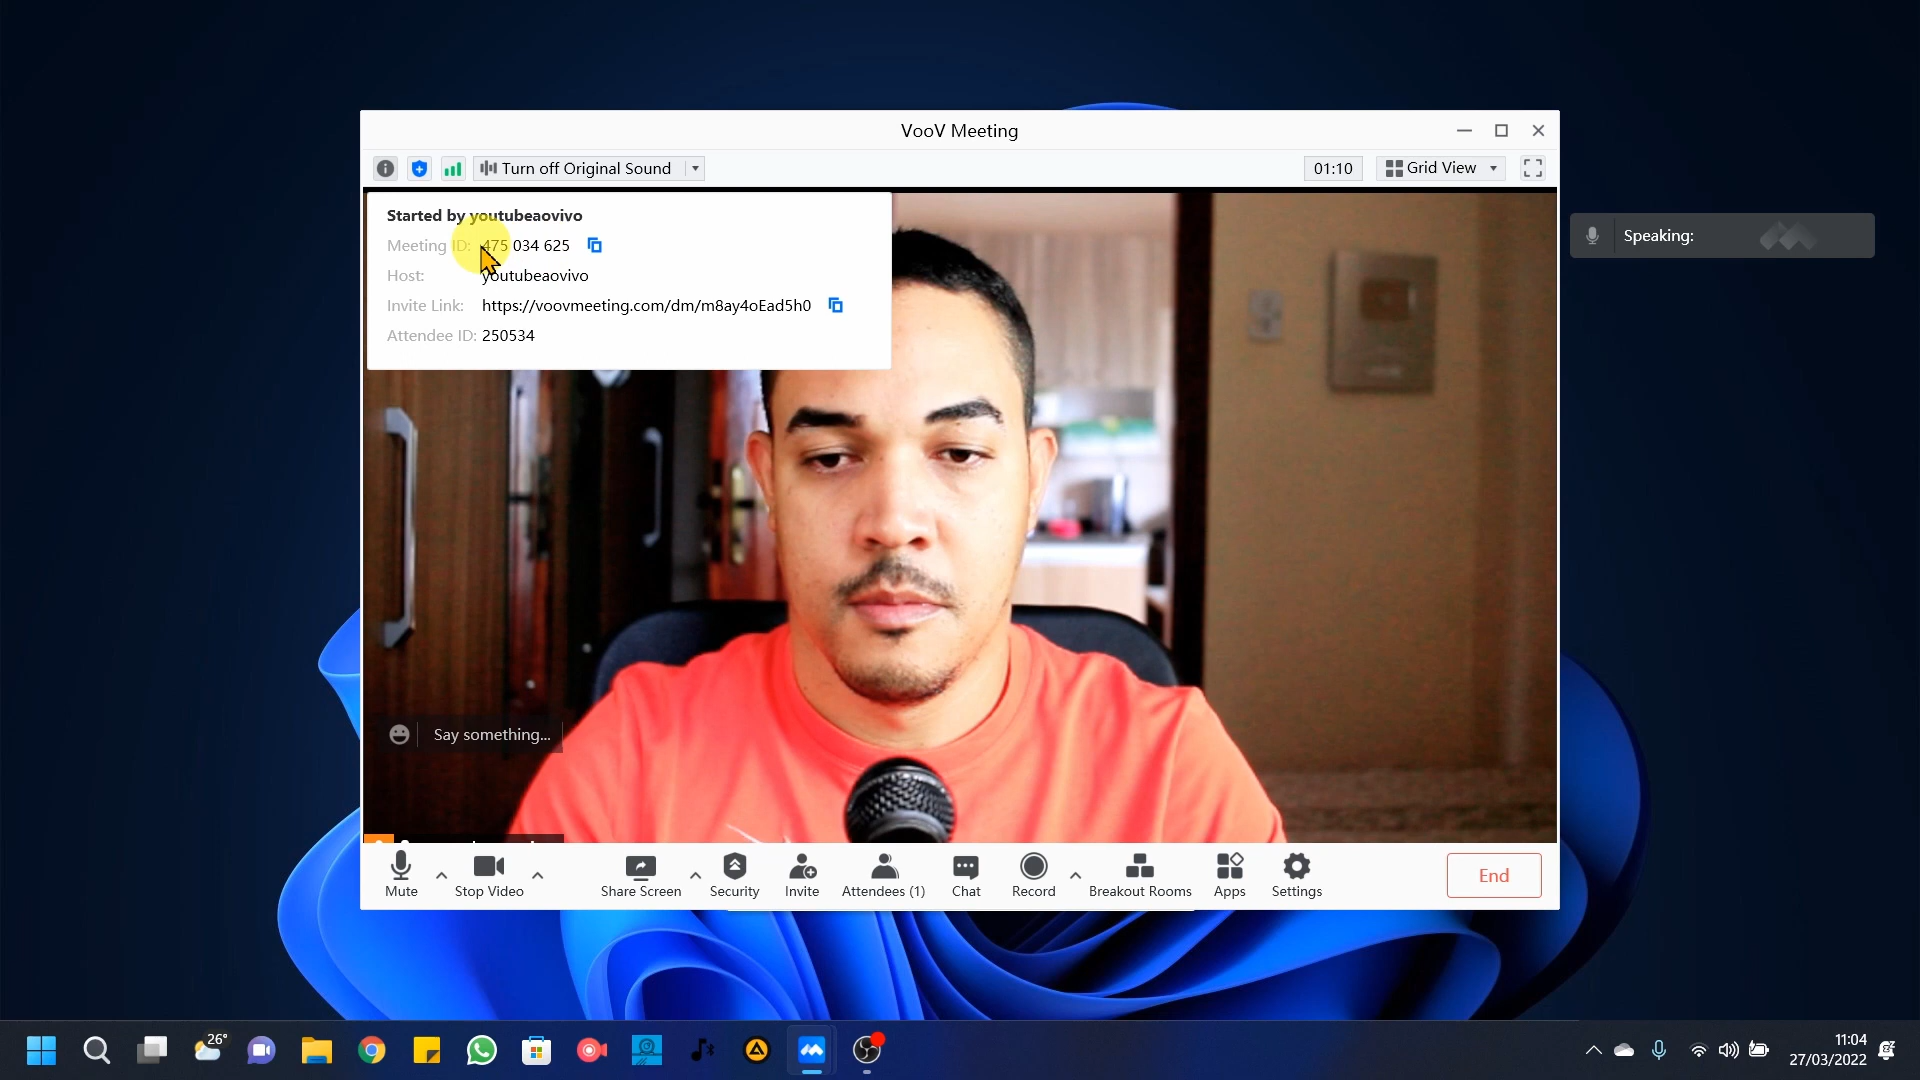 VooV Meeting
Turn off Original Sound
01:10
Grid View
Started by youtubeaovivo
Meeting ID: 475 034 625
Host: youtubeaovivo
Invite Link: https://voovmeeting.com/dm/m8ay4oEad5h0
Attendee ID: 250534
Speaking:
Say something...
Mute
Stop Video
Share Screen
Security
Invite
Attendees (1)
Chat
Record
Breakout Rooms
Apps
Settings
End
26°
11:04
27/03/2022